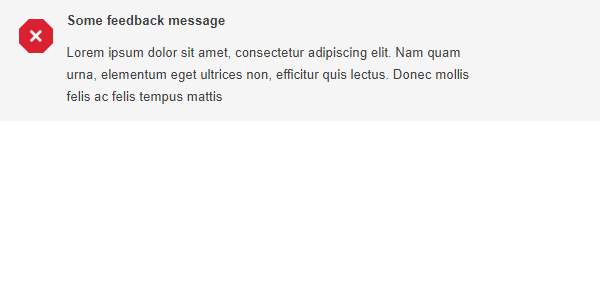 Some feedback message
Lorem ipsum dolor sit amet, consectetur adipiscing elit. Nam quam
urna, elementum eget ultrices non, efficitur quis lectus. Donec mollis
felis ac felis tempus mattis